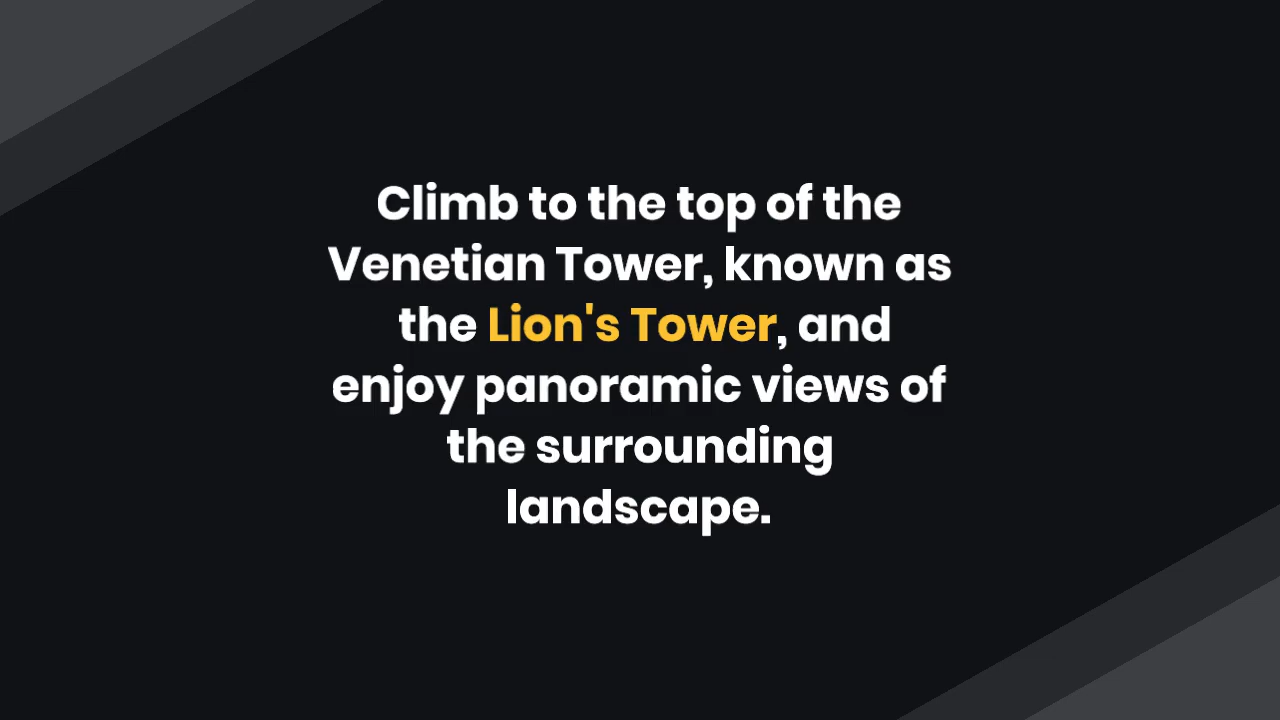 Climb to the top of the
Venetian Tower, known as
the Lion's Tower, and
enjoy panoramic views of
the surrounding
landscape.